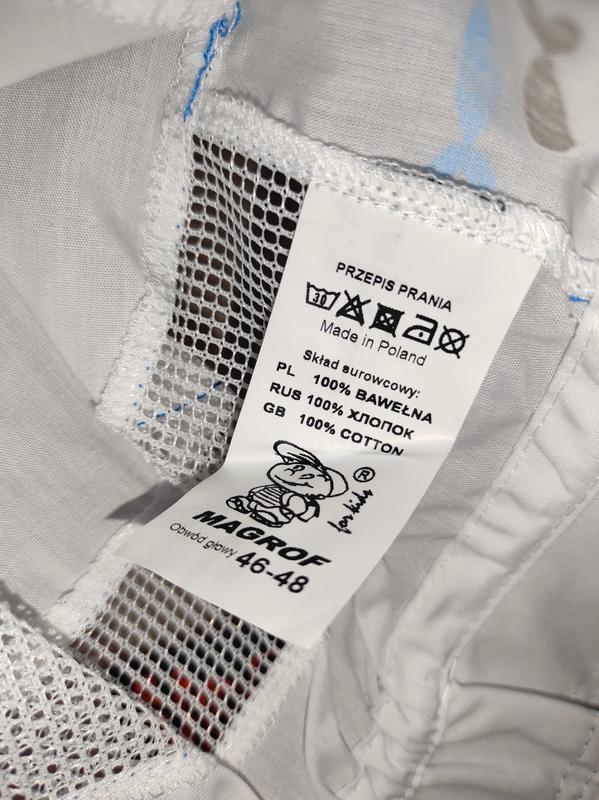 PRZEPIS PRANIA
30
Made in Poland
Skład surowcowy:
PL 100% BAWEŁNA
RUS 100% ХЛОПОК
GB 100% COTTON
®
for kids
MAGROF
Obwód głowy 46-48